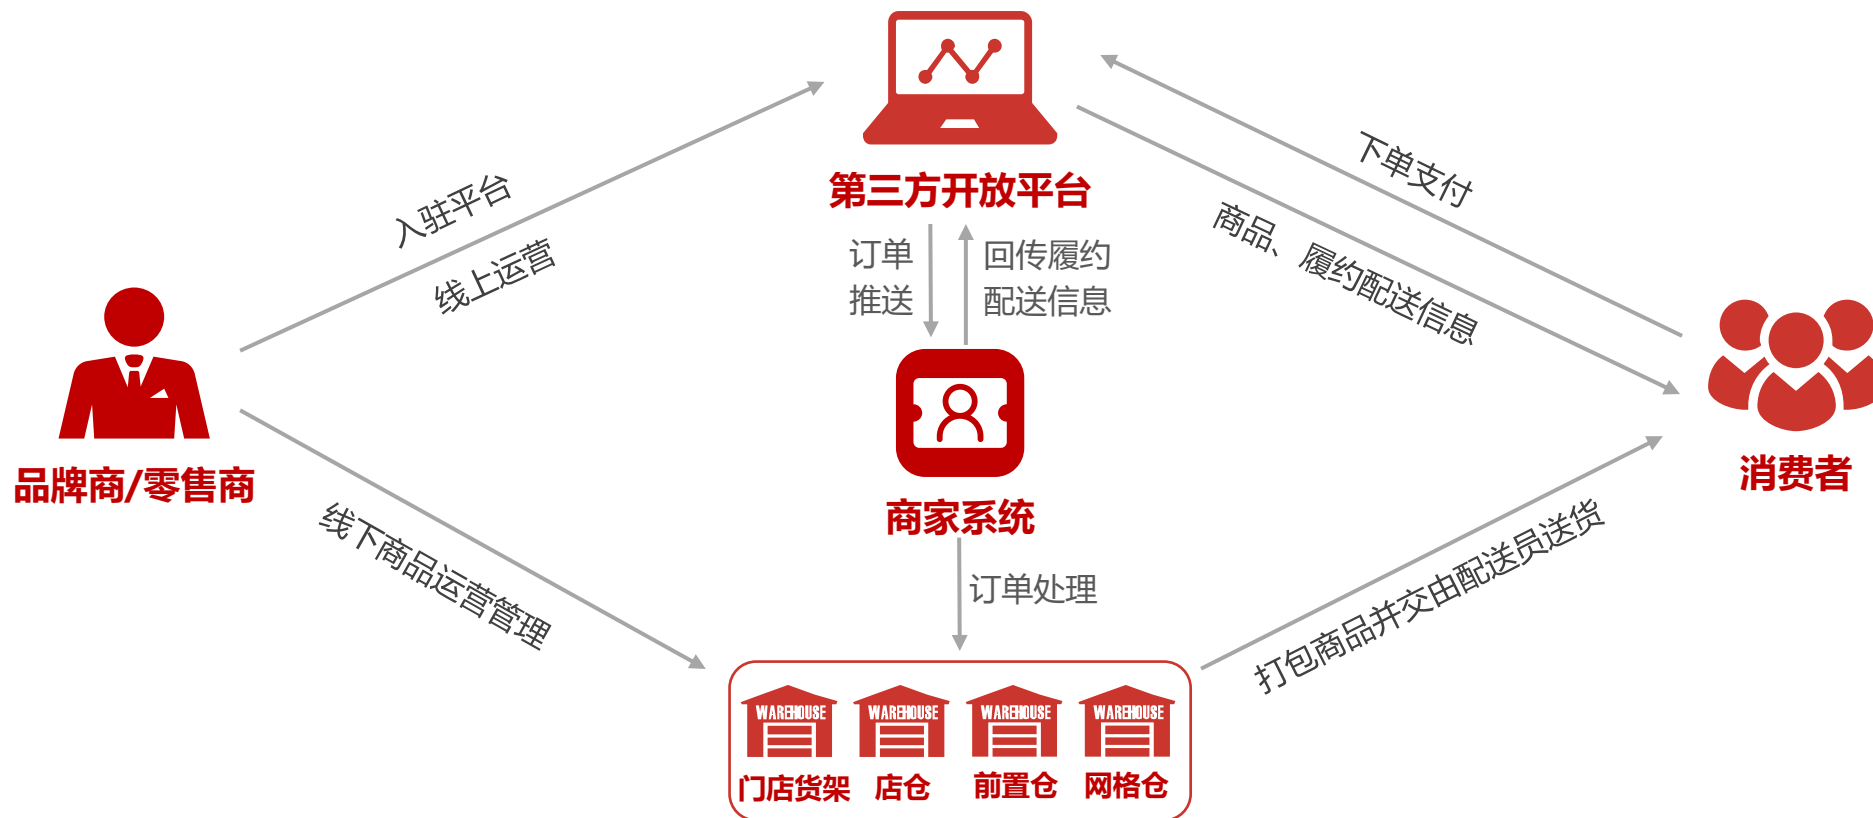 第三方开放平台
入驻平台
线上运营
下单支付
商品、履约配送信息
订单
推送
回传履约
配送信息
品牌商/零售商
商家系统
消费者
线下商品运营管理
订单处理
打包商品并交由配送员送货
WAREHOUSE
WAREHOUSE
WAREHOUSE
WAREHOUSE
门店货架
店仓
前置仓
网格仓